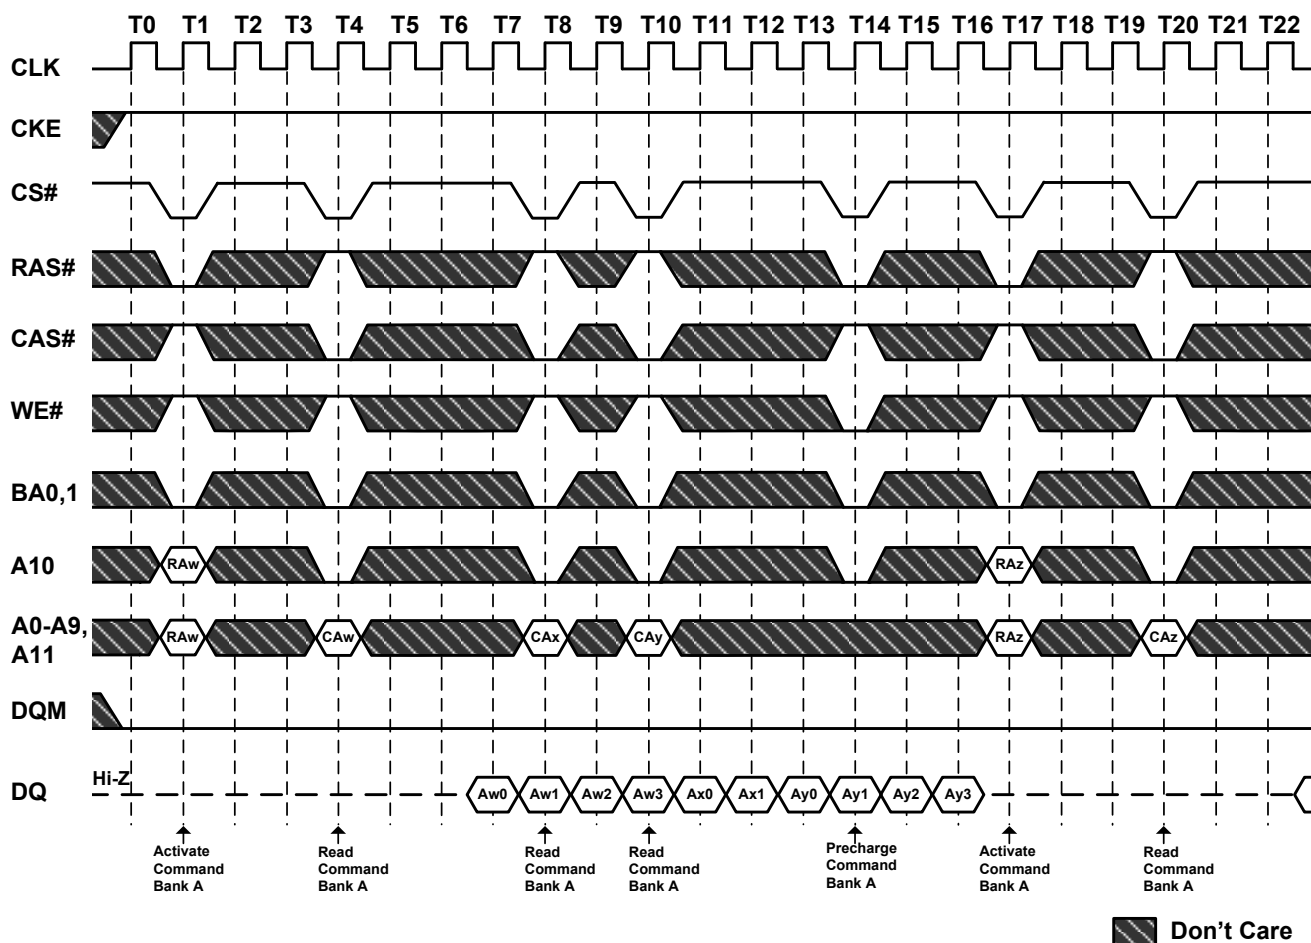 T0 T1 T2 T3 T4 T5 T6 T7 T8 T9 T10 T11 T12 T13 T14 T15 T16 T17 T18 T19 T20 T21 T22
CLK
CKE
CS#
RAS#
CAS#
WE#
BA0,1
A10 RAw RAz
A0-A9,
A11
RAw CAw CAx CAy RAz CAz
DQM
Hi-Z
DQ Aw0 Aw1 Aw2 Aw3 Ax0 Ax1 Ay0 Ay1 Ay2 Ay3
Activate
Command
Bank A
Read
Command
Bank A
Read
Command
Bank A
Read
Command
Bank A
Precharge
Command
Bank A
Activate
Command
Bank A
Read
Command
Bank A
Don't Care